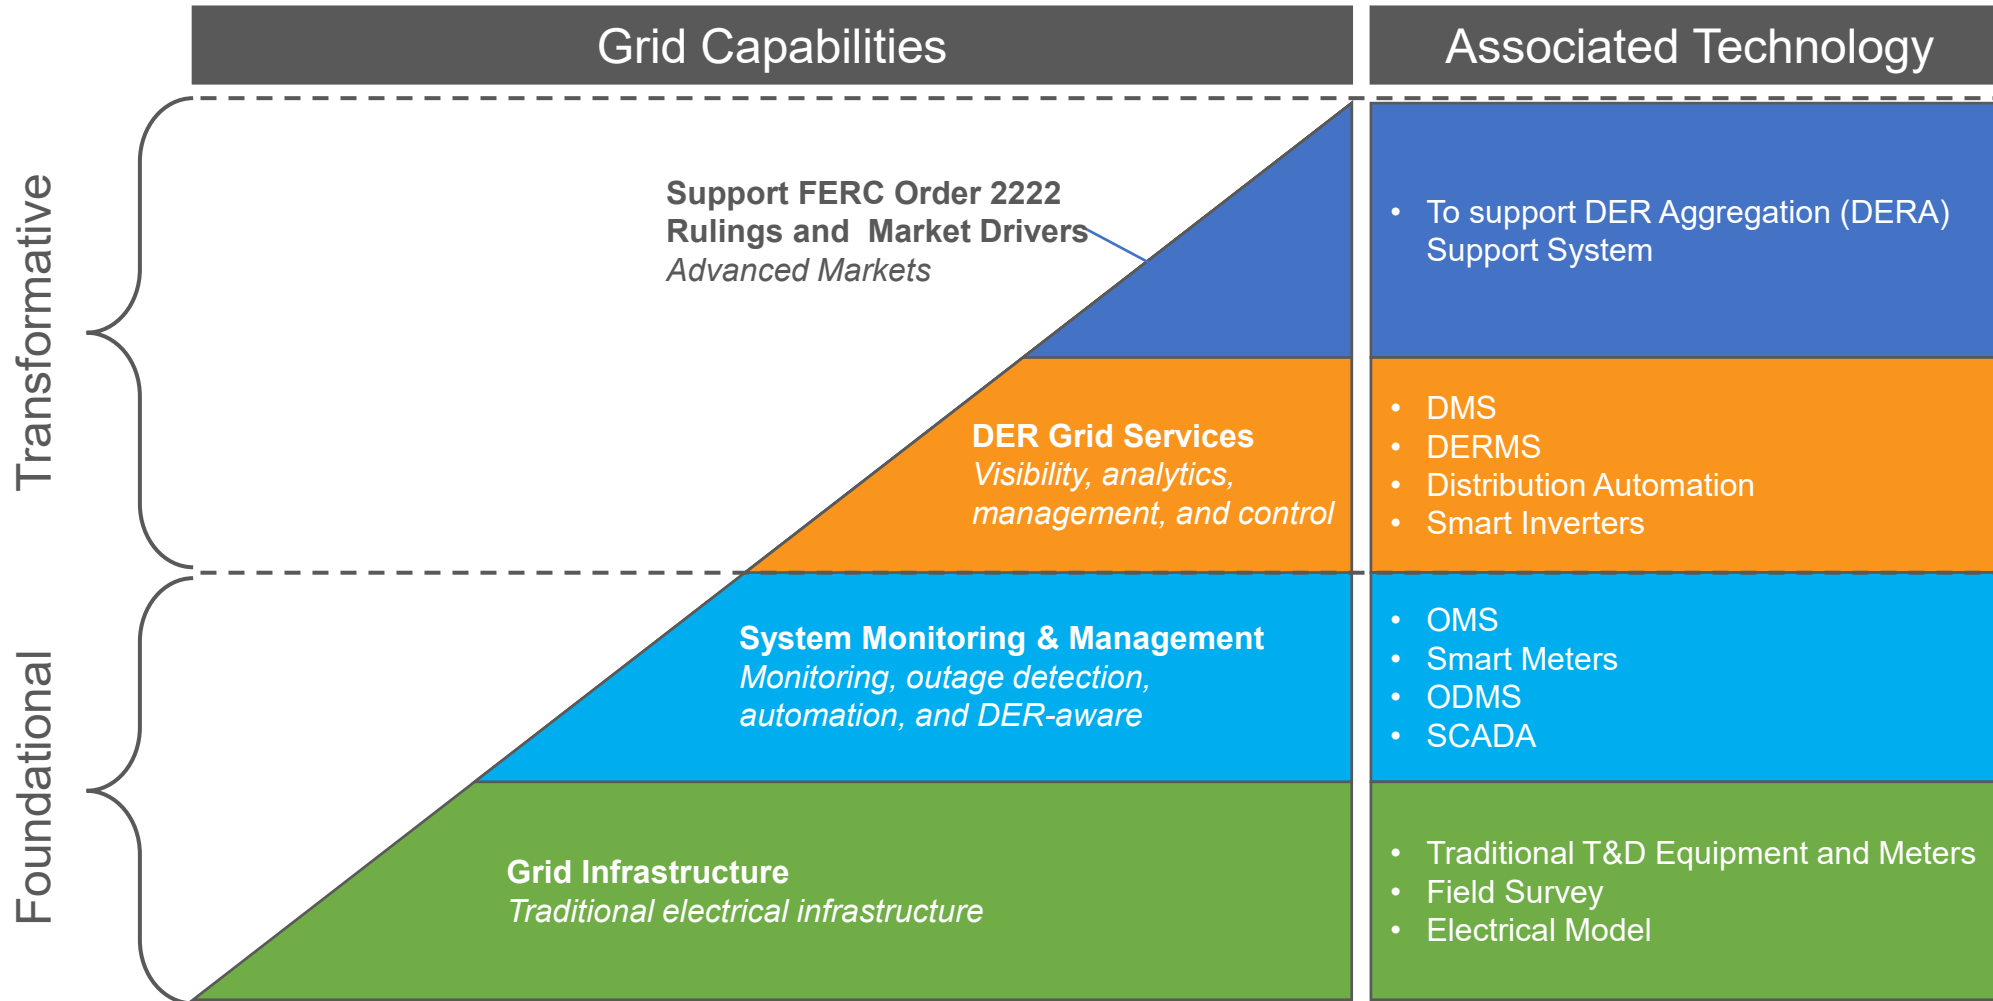 Grid Capabilities
Associated Technology
Transformative
Support FERC Order 2222
Rulings and  Market Drivers
Advanced Markets
• To support DER Aggregation (DERA)
Support System
DER Grid Services
Visibility, analytics,
management, and control
• DMS
• DERMS
• Distribution Automation
• Smart Inverters
Foundational
System Monitoring & Management
Monitoring, outage detection,
automation, and DER-aware
• OMS
• Smart Meters
• ODMS
• SCADA
Grid Infrastructure
Traditional electrical infrastructure
• Traditional T&D Equipment and Meters
• Field Survey
• Electrical Model